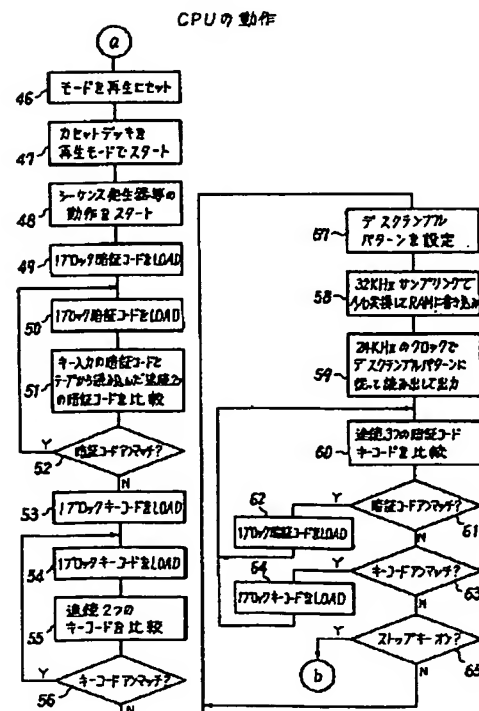 CPUの動作
a
46
モードを再生にセット
47
カセットデッキを
再生モードでスタート
48
シーケンス発生器等の
動作をスタート
49
1ブロック暗証コードをLOAD
50
1ブロック暗証コードをLOAD
51
キー入力の暗証コードと
テープから読み込んだ連続2つ
の暗証コードを比較
52
暗証コードアンマッチ?
Y
N
53
1ブロックキーコードをLOAD
54
1ブロックキーコードをLOAD
55
連続2つの
キーコードを比較
56
キーコードアンマッチ?
Y
N
57
デスクランブル
パターンを設定
58
32KHzサンプリングで
A/D変換してRAMに書き込み
59
24KHzのクロックで
デスクランブルパターンに
従って読み出して出力
60
連続3つの暗証コード
キーコードを比較
61
暗証コードアンマッチ?
Y
N
62
1ブロック暗証コードをLOAD
63
キーコードアンマッチ?
Y
N
64
1ブロックキーコードをLOAD
65
ストップキーオン?
Y
N
b